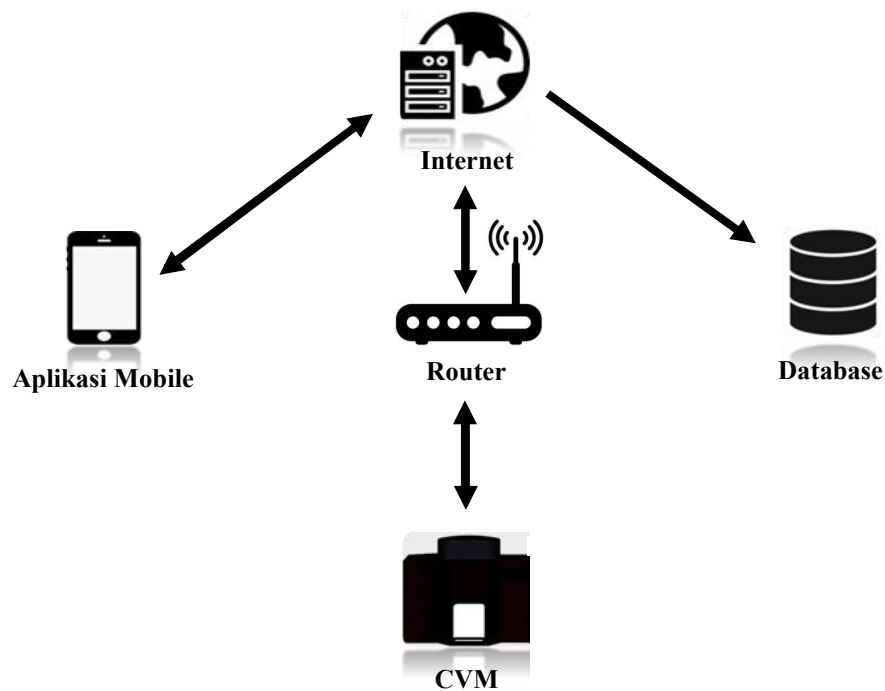 Internet
Aplikasi Mobile
Router
Database
CVM